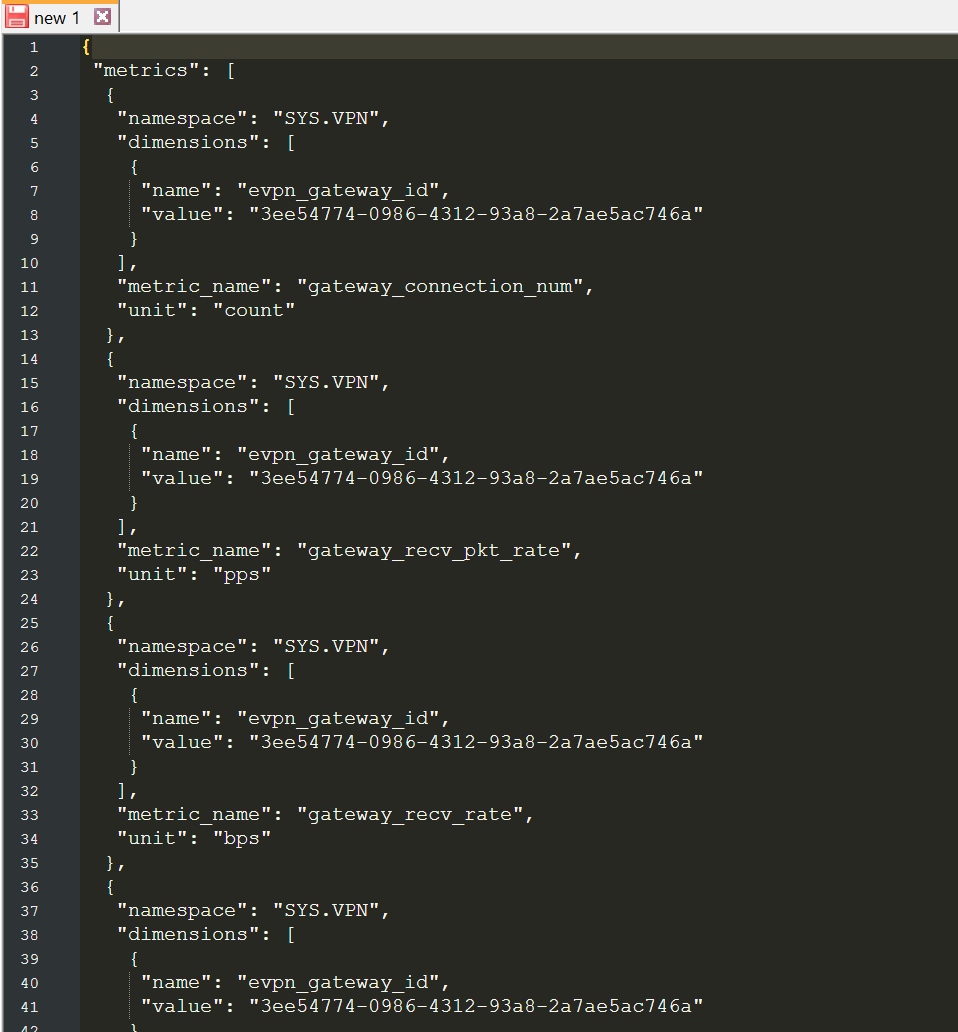 new 1
1 {
2 "metrics": [
3 {
4 "namespace": "SYS.VPN",
5 "dimensions": [
6 {
7 "name": "evpn_gateway_id",
8 "value": "3ee54774-0986-4312-93a8-2a7ae5ac746a"
9 }
10 ],
11 "metric_name": "gateway_connection_num",
12 "unit": "count"
13 },
14 {
15 "namespace": "SYS.VPN",
16 "dimensions": [
17 {
18 "name": "evpn_gateway_id",
19 "value": "3ee54774-0986-4312-93a8-2a7ae5ac746a"
20 }
21 ],
22 "metric_name": "gateway_recv_pkt_rate",
23 "unit": "pps"
24 },
25 {
26 "namespace": "SYS.VPN",
27 "dimensions": [
28 {
29 "name": "evpn_gateway_id",
30 "value": "3ee54774-0986-4312-93a8-2a7ae5ac746a"
31 }
32 ],
33 "metric_name": "gateway_recv_rate",
34 "unit": "bps"
35 },
36 {
37 "namespace": "SYS.VPN",
38 "dimensions": [
39 {
40 "name": "evpn_gateway_id",
41 "value": "3ee54774-0986-4312-93a8-2a7ae5ac746a"
42 }